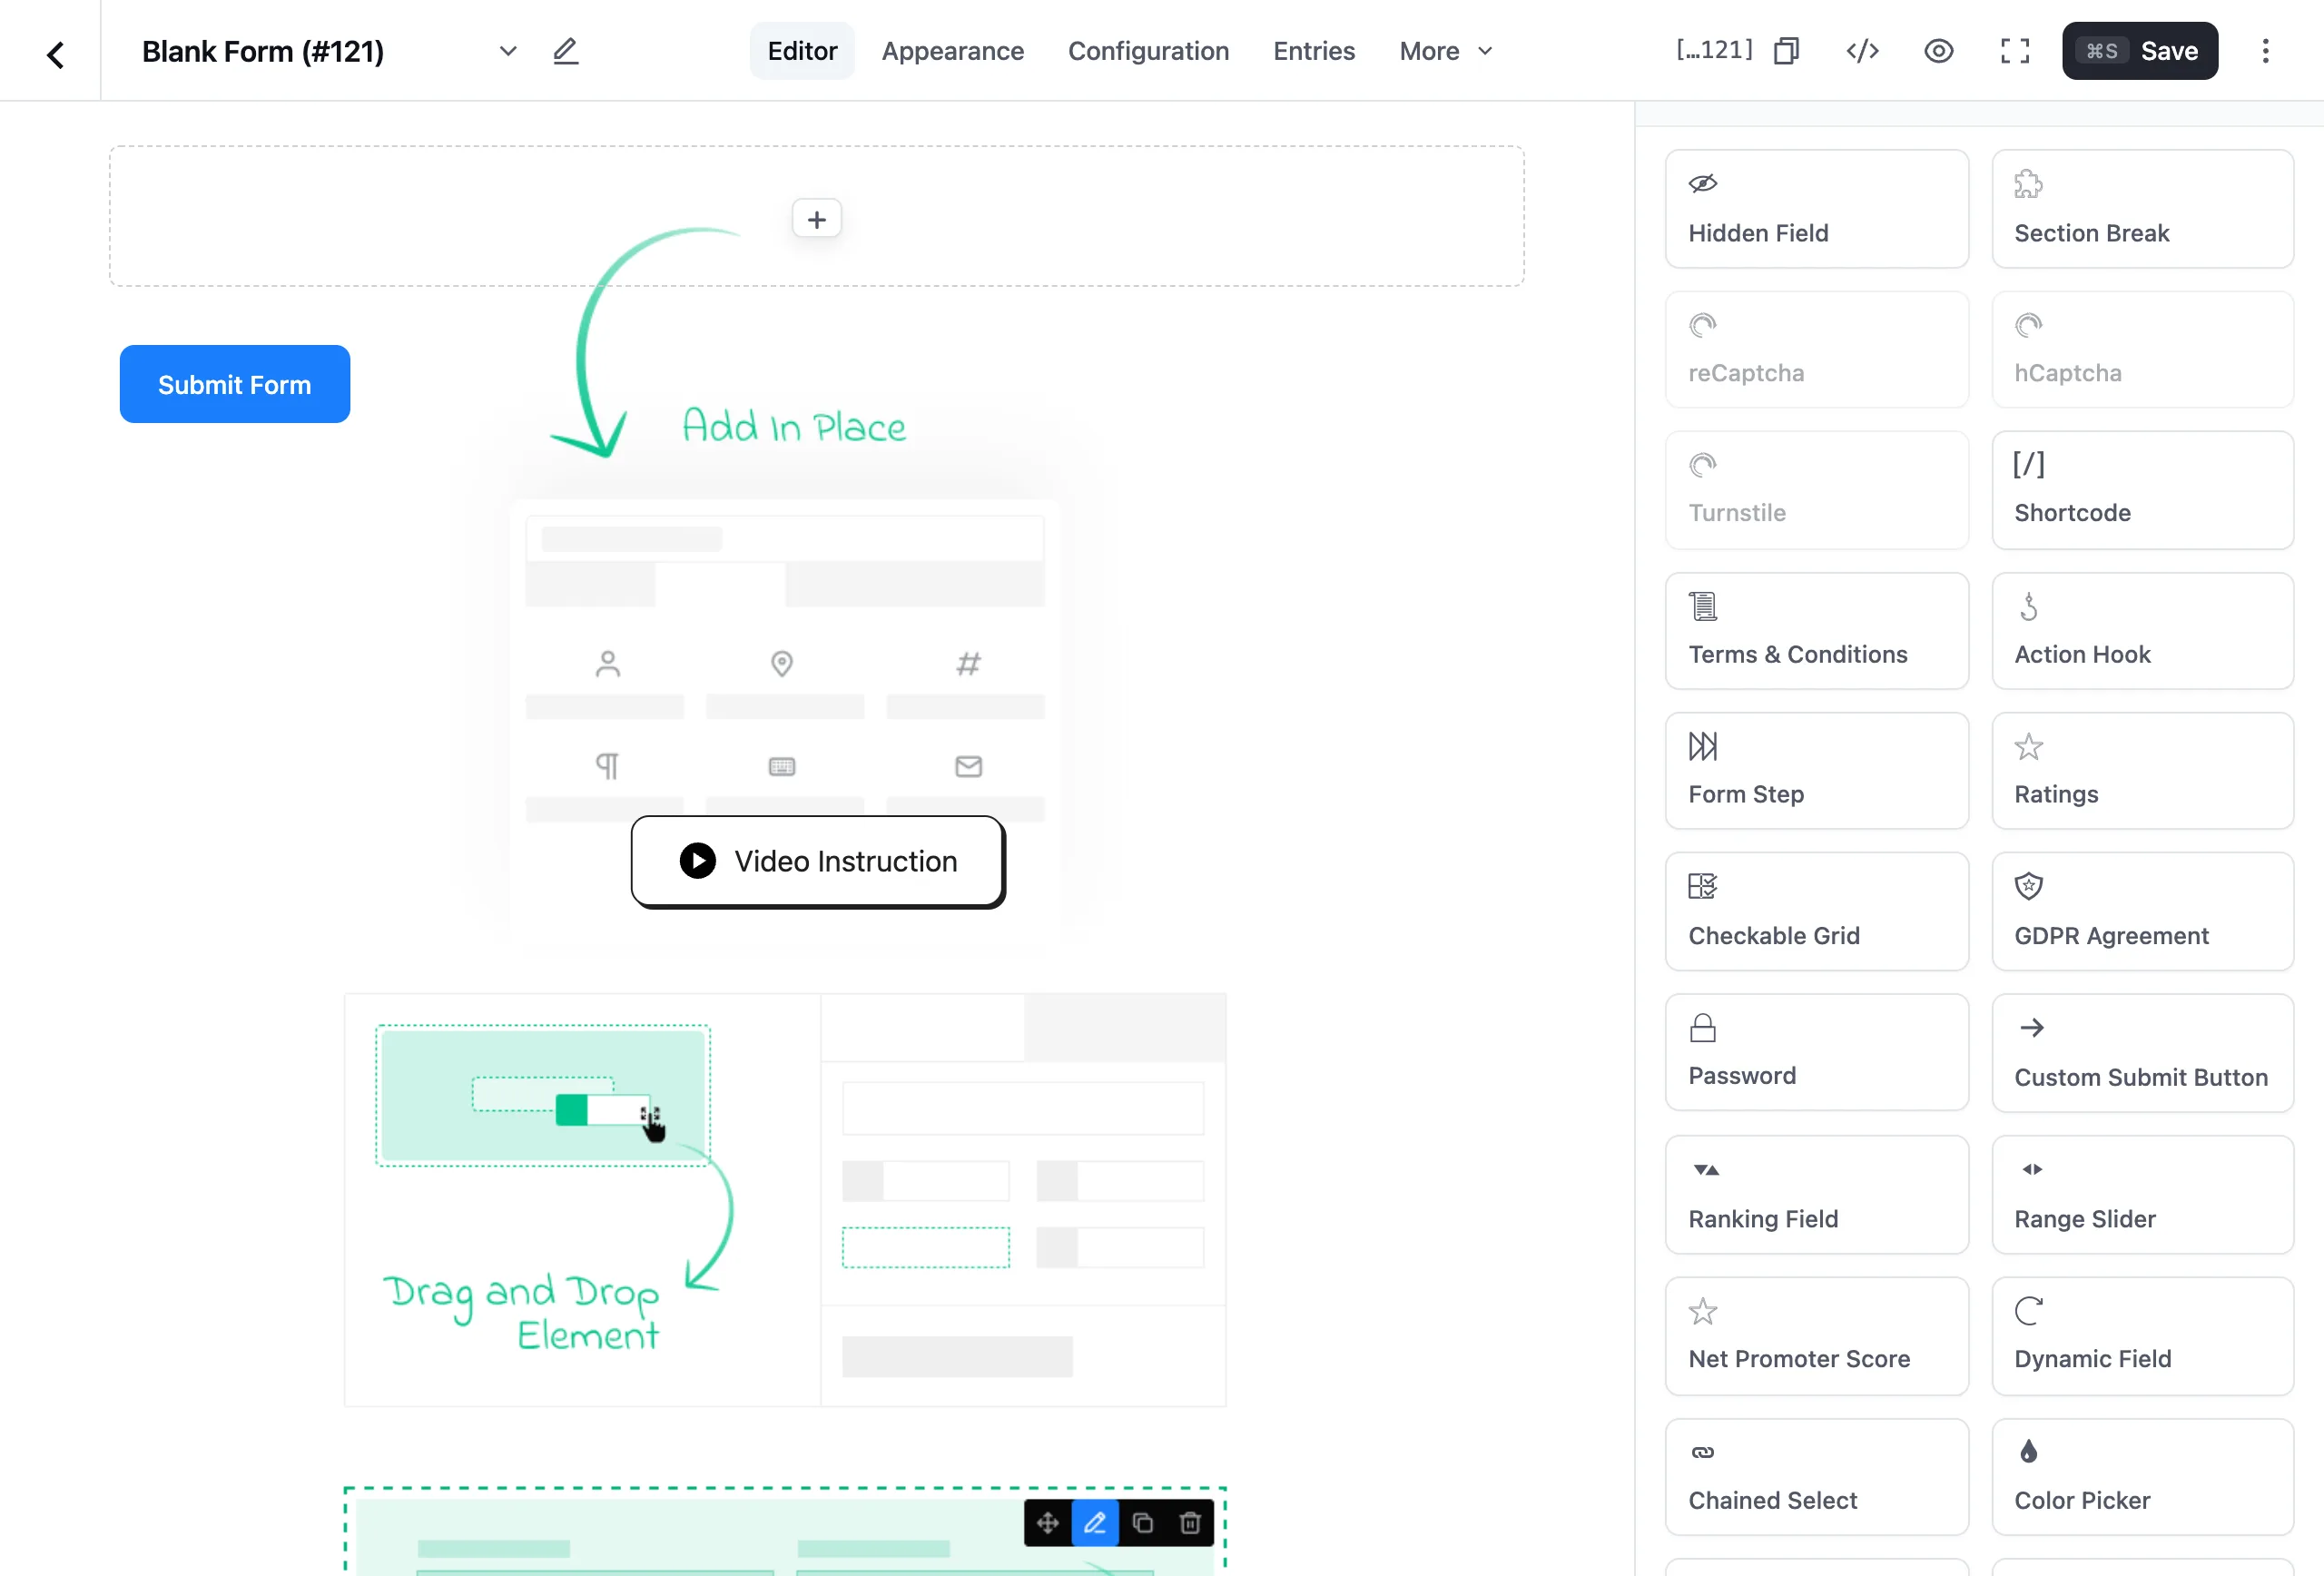 Blank Form (#121)
Editor
Appearance
Configuration
Entries
More
[...121]
⌘S
Save
Hidden Field
Section Break
reCaptcha
hCaptcha
Submit Form
Add In Place
Turnstile
[/]
Shortcode
Terms & Conditions
Action Hook
Form Step
Ratings
Video Instruction
Checkable Grid
GDPR Agreement
Password
Custom Submit Button
Ranking Field
Range Slider
Drag and Drop
Element
Net Promoter Score
Dynamic Field
Chained Select
Color Picker